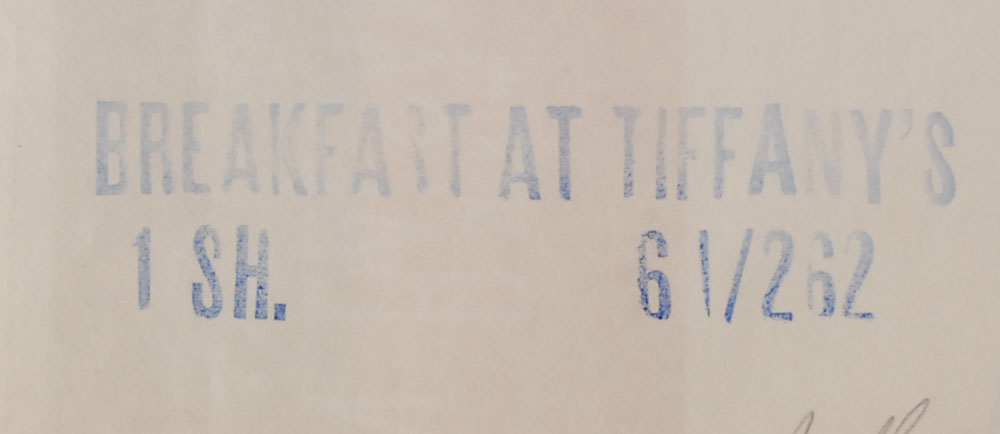 BREAKFAST AT TIFFANY'S
1 SH. 61/262